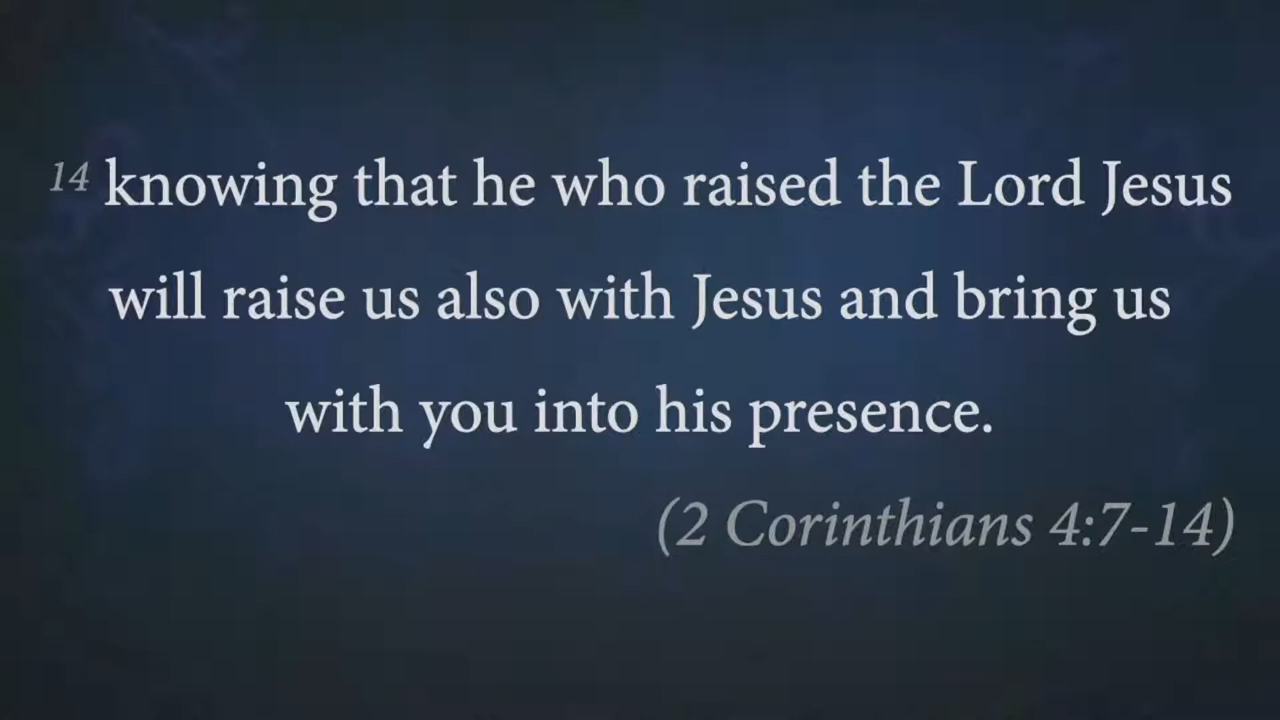 14 knowing that he who raised the Lord Jesus
will raise us also with Jesus and bring us
with you into his presence.
(2 Corinthians 4:7-14)